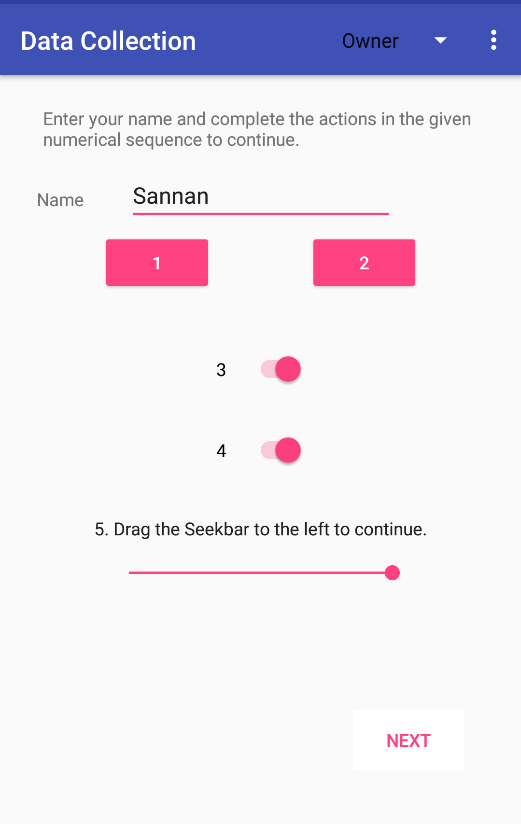 Data Collection Owner
Enter your name and complete the actions in the given
numerical sequence to continue.
Name Sannan
1 2
3
4
5. Drag the Seekbar to the left to continue.
NEXT